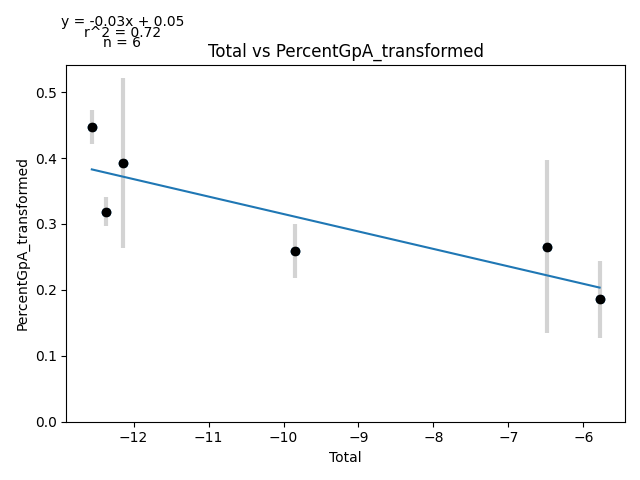 y = -0.03x + 0.05
r^2 = 0.72
n = 6
Total vs PercentGpA_transformed
PercentGpA_transformed
0.5
0.4
0.3
0.2
0.1
0.0
−12
−11
−10
−9
−8
−7
−6
Total